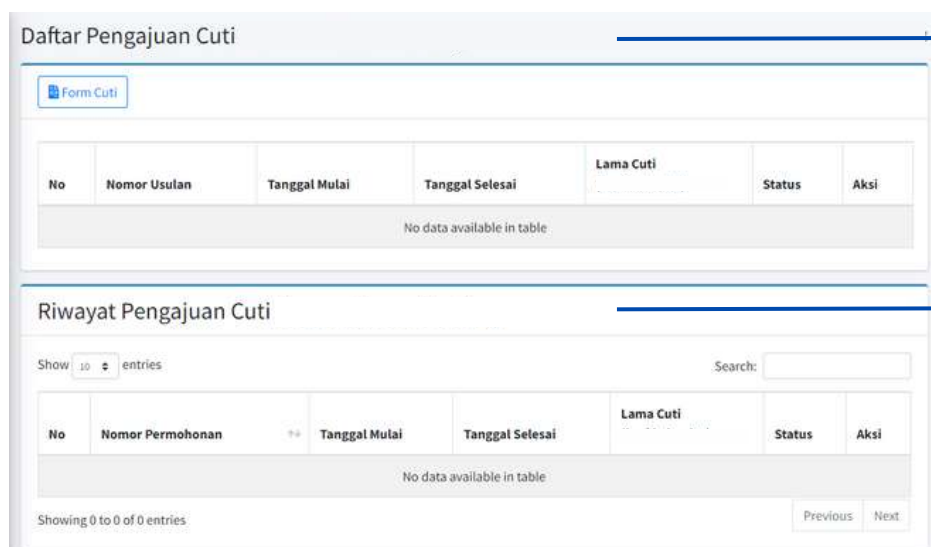 Daftar Pengajuan Cuti
Form Cuti
No Nomor Usulan Tanggal Mulai Tanggal Selesai Lama Cuti Status Aksi
No data available in table
Riwayat Pengajuan Cuti
Show 10 entries Search:
No Nomor Permohonan Tanggal Mulai Tanggal Selesai Lama Cuti Status Aksi
No data available in table
Showing 0 to 0 of 0 entries Previous Next